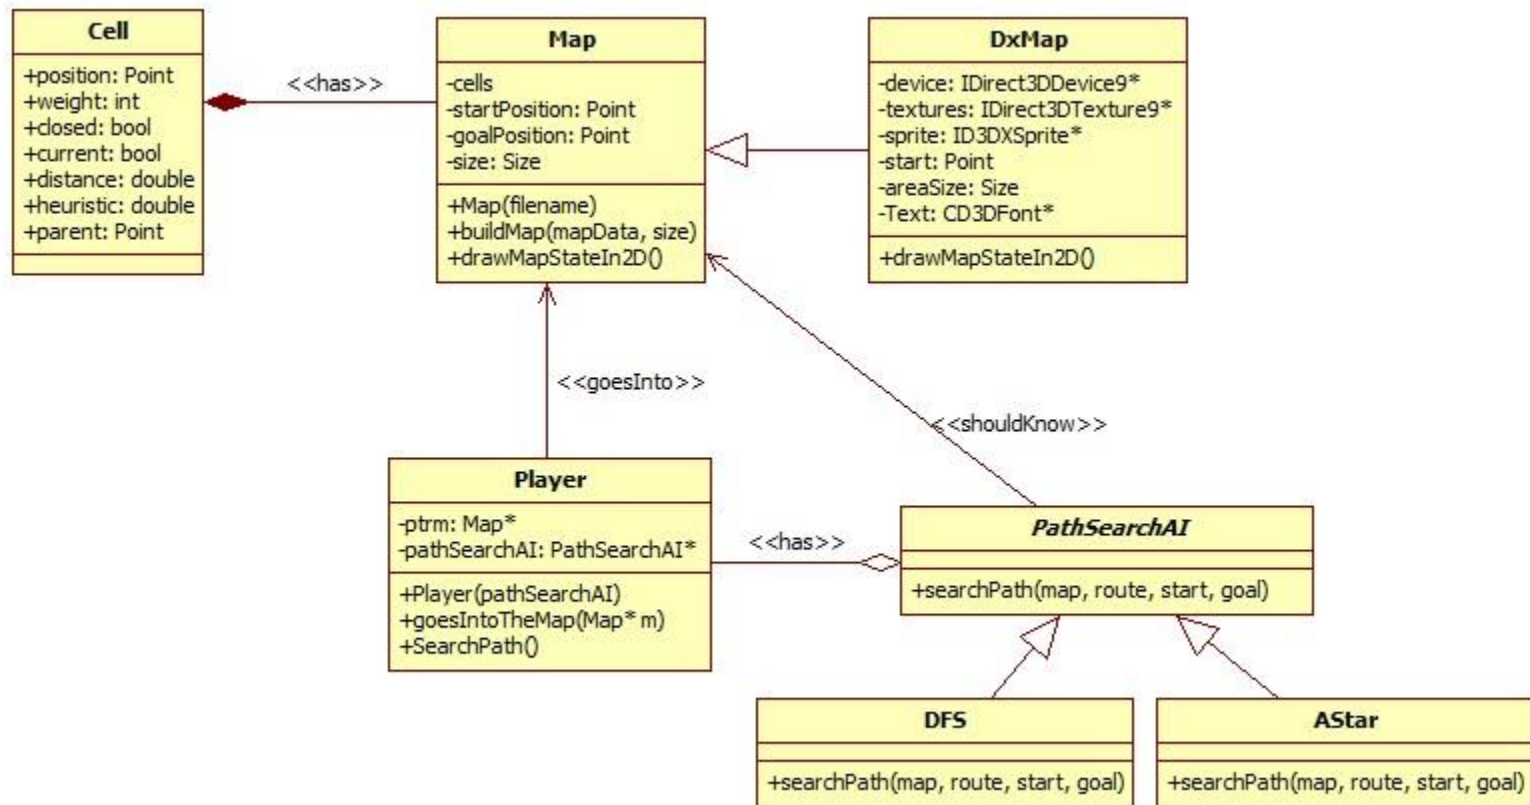 Cell
+position: Point
+weight: int
+closed: bool
+current: bool
+distance: double
+heuristic: double
+parent: Point
<<has>>
Map
-cells
-startPosition: Point
-goalPosition: Point
-size: Size
+Map(filename)
+buildMap(mapData, size)
+drawMapStateIn2D()
DxMap
-device: IDirect3DDevice9*
-textures: IDirect3DTexture9*
-sprite: ID3DXSprite*
-start: Point
-areaSize: Size
-Text: CD3DFont*
+drawMapStateIn2D()
<<goesInto>>
<<shouldKnow>>
Player
-ptrm: Map*
-pathSearchAI: PathSearchAI*
+Player(pathSearchAI)
+goesIntoTheMap(Map* m)
+SearchPath()
<<has>>
PathSearchAI
+searchPath(map, route, start, goal)
DFS
+searchPath(map, route, start, goal)
AStar
+searchPath(map, route, start, goal)